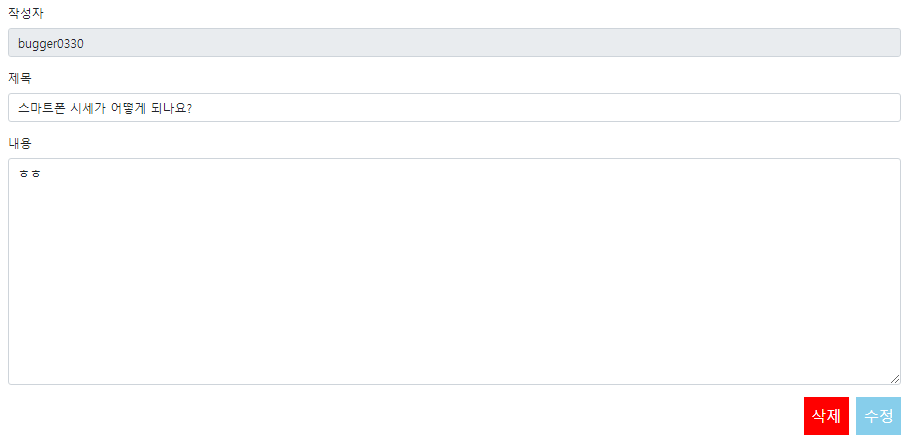 작성자
bugger0330
제목
스마트폰 시세가 어떻게 되나요?
내용
ㅎㅎ
삭제 수정